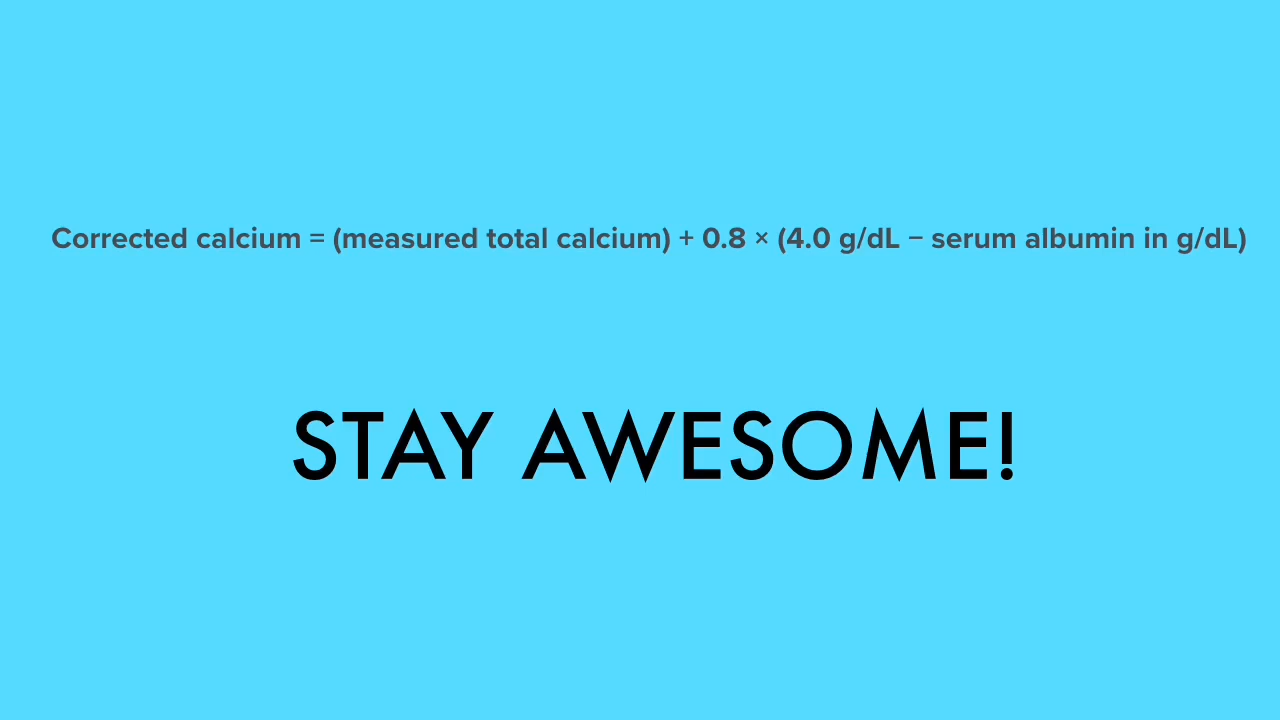 Corrected calcium = (measured total calcium) + 0.8 × (4.0 g/dL − serum albumin in g/dL)
STAY AWESOME!